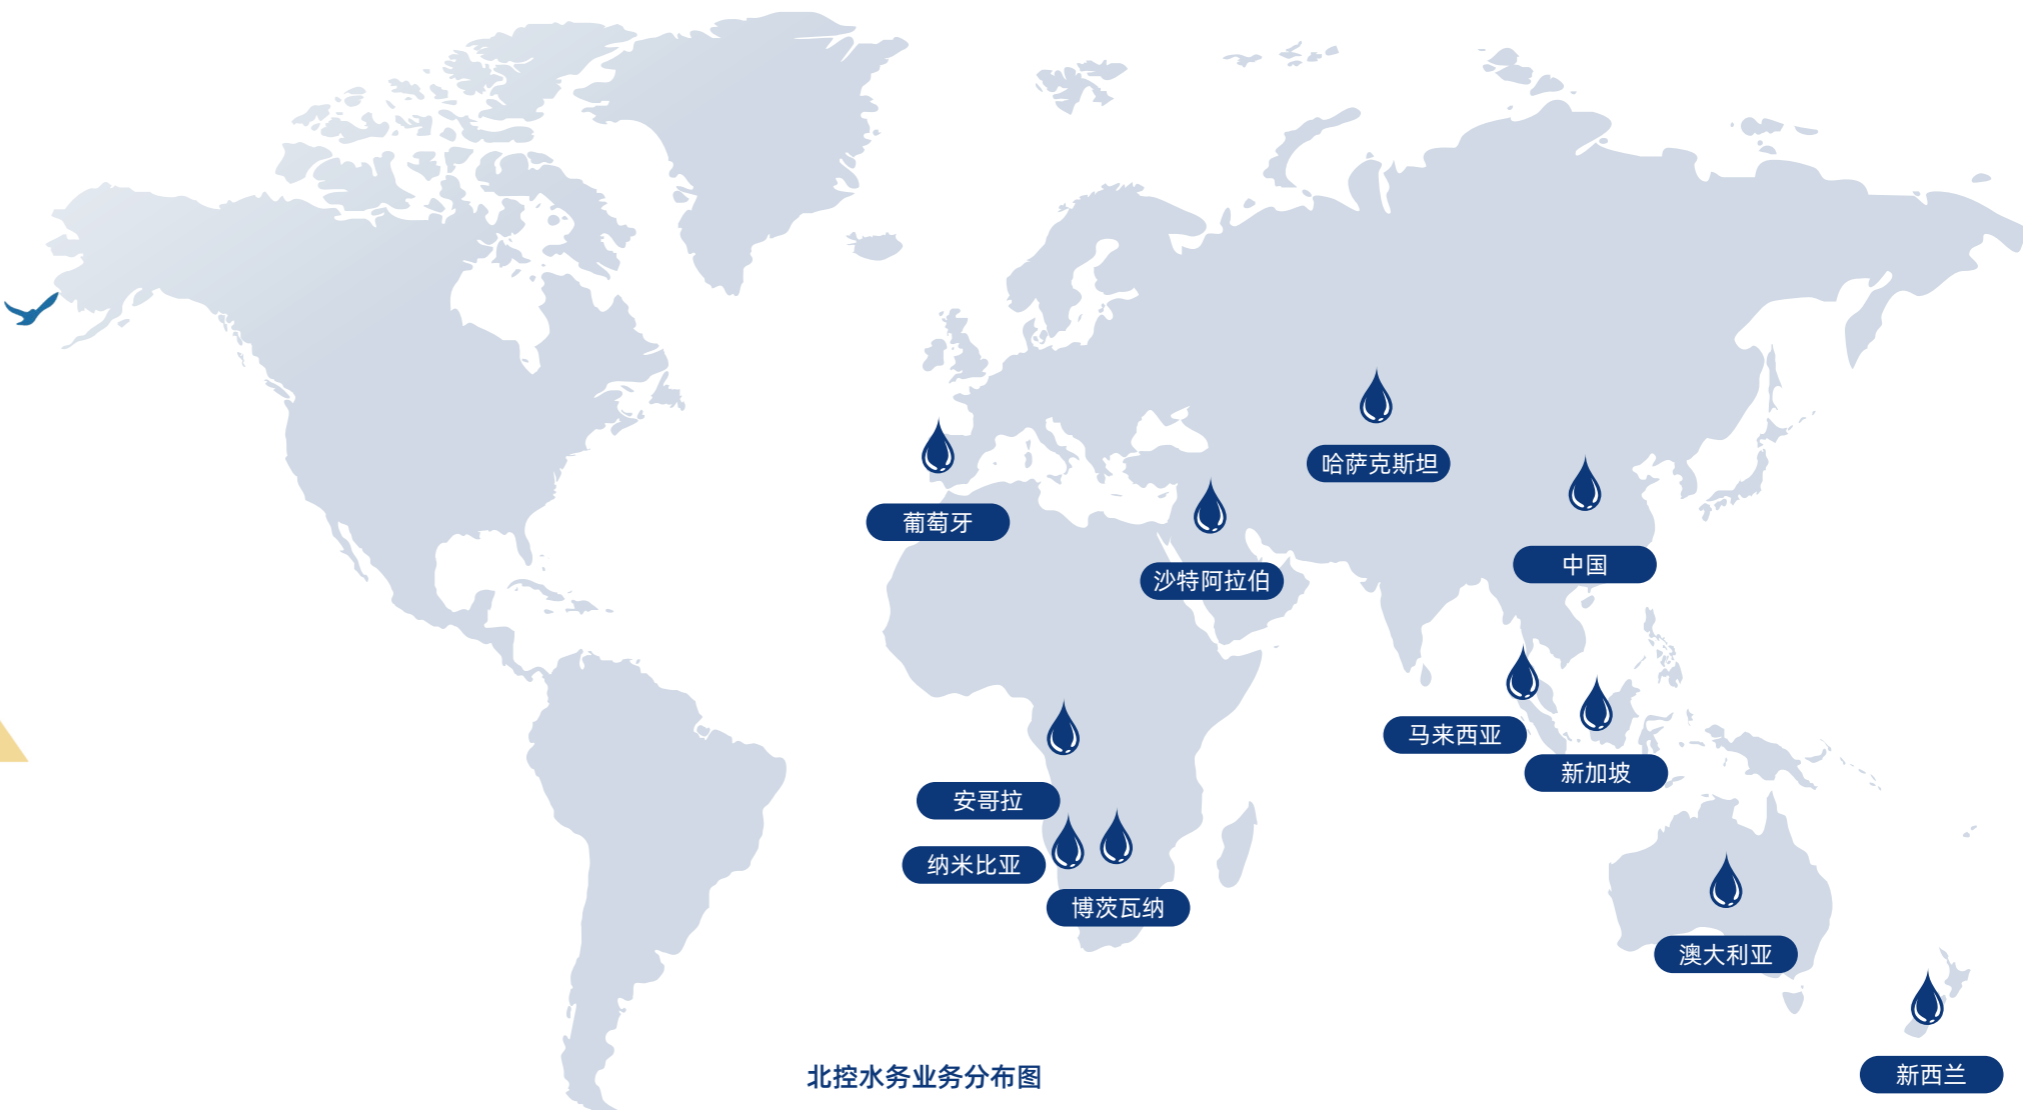 哈萨克斯坦
葡萄牙
中国
沙特阿拉伯
马来西亚
新加坡
安哥拉
纳米比亚
博茨瓦纳
澳大利亚
新西兰
北控水务业务分布图